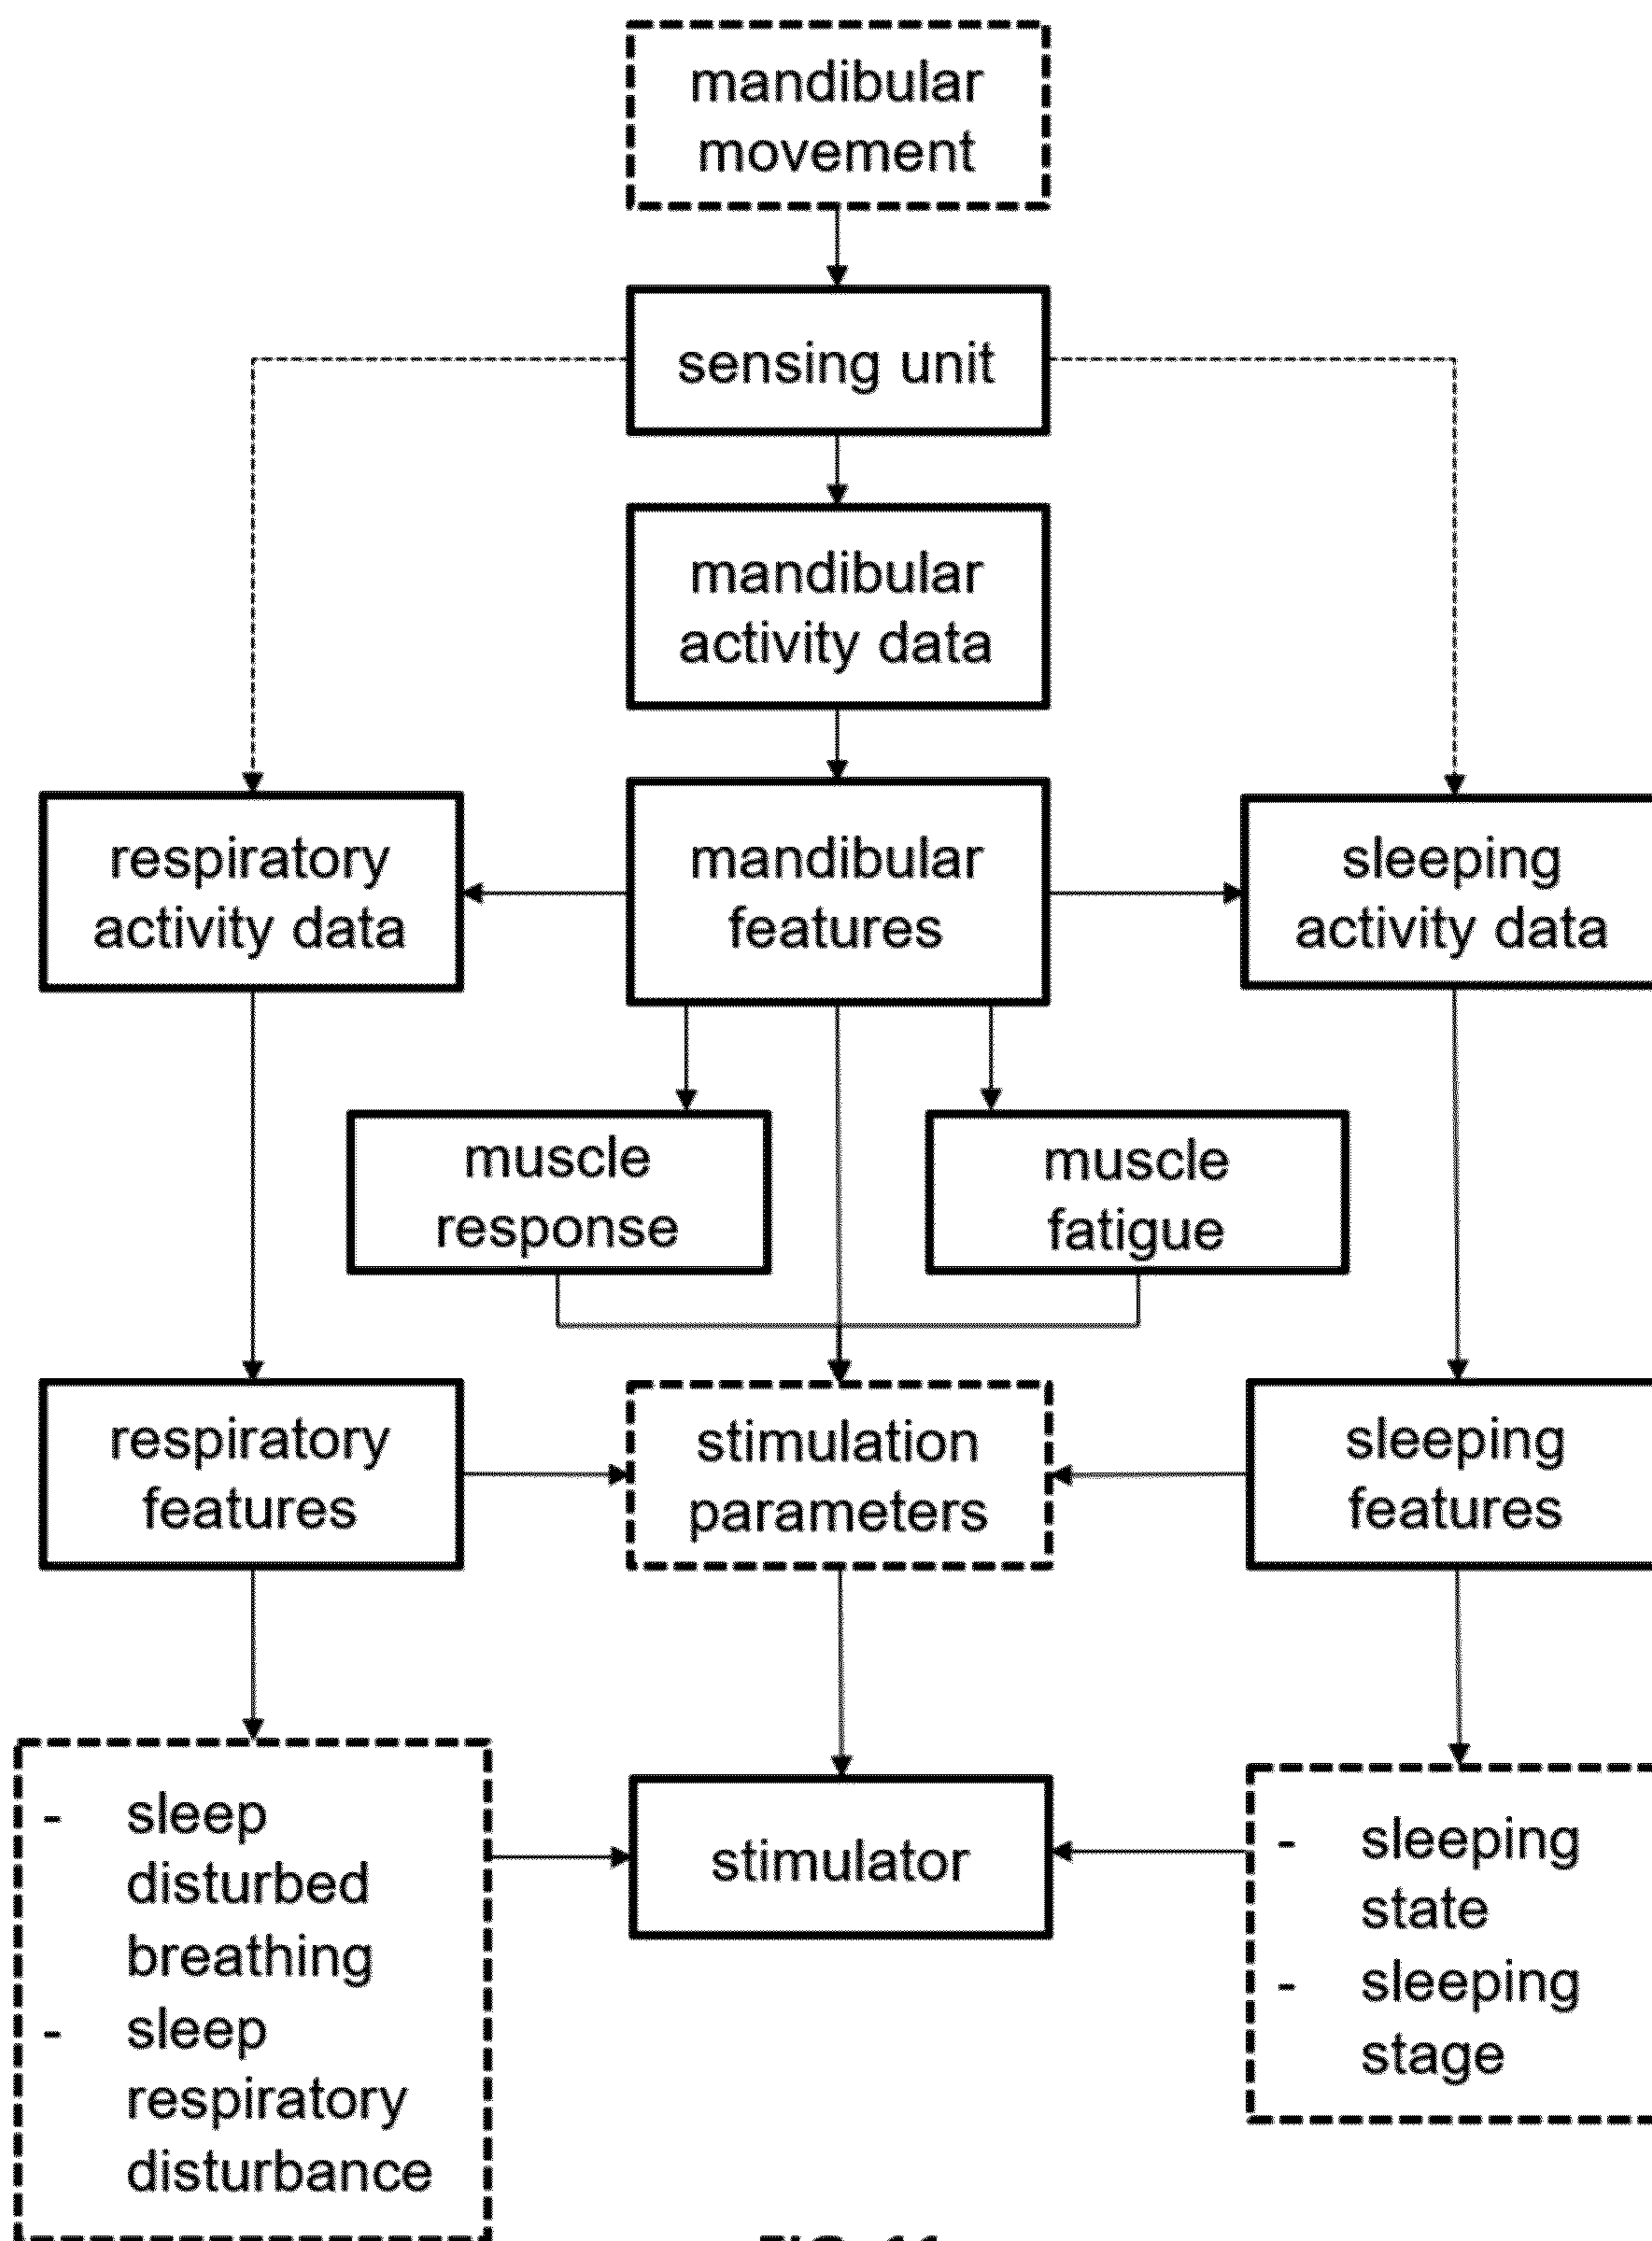 mandibular
movement
sensing unit
mandibular
activity data
respiratory
activity data
mandibular
features
sleeping
activity data
muscle
response
muscle
fatigue
respiratory
features
stimulation
parameters
sleeping
features
- sleep
disturbed
breathing
- sleep
respiratory
disturbance
stimulator
- sleeping
state
- sleeping
stage